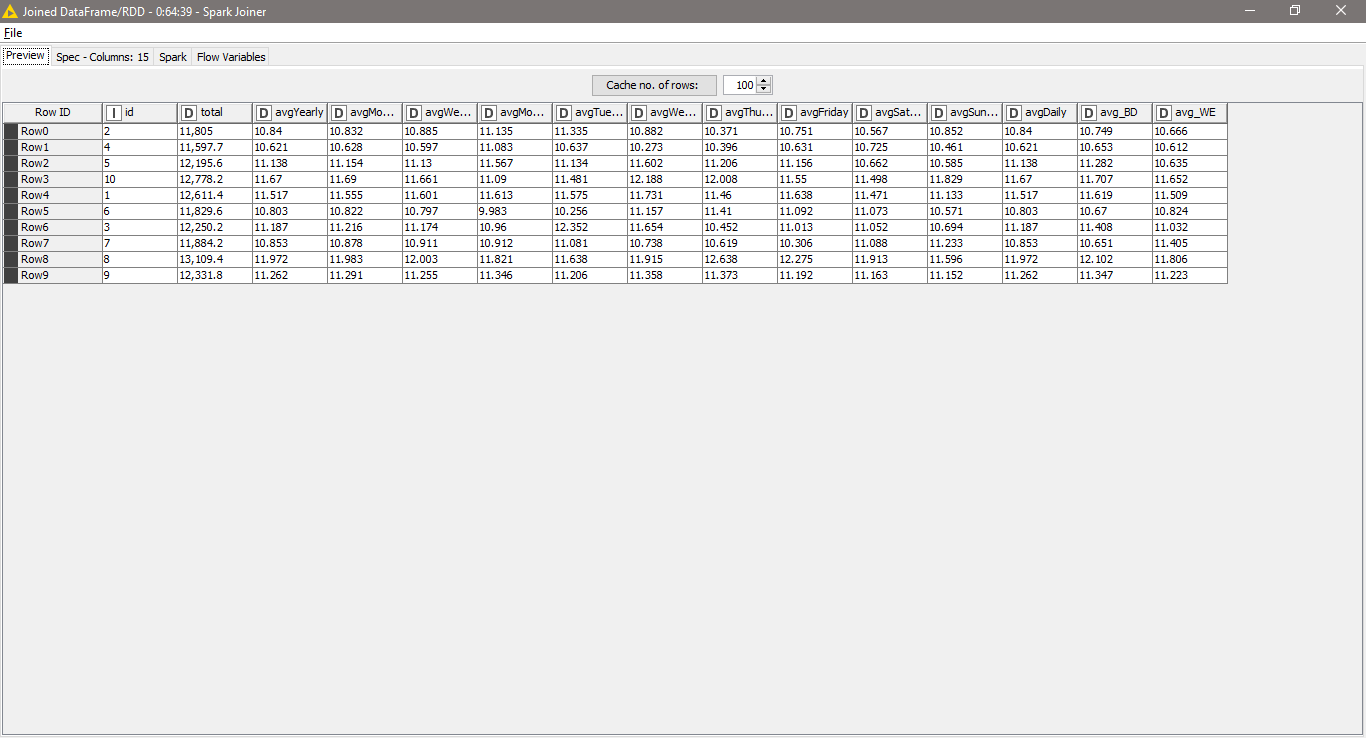 Joined DataFrame/RDD - 0:64:39 - Spark Joiner
File
Preview Spec - Columns: 15 Spark Flow Variables
Cache no. of rows: 100
Row ID I id D total D avgYearly D avgMo... D avgWe... D avgMo... D avgTue... D avgWe... D avgThu... D avgFriday D avgSat... D avgSun... D avgDaily D avg_BD D avg_WE
Row0 2 11,805 10.84 10.832 10.885 11.135 11.335 10.882 10.371 10.751 10.567 10.852 10.84 10.749 10.666
Row1 4 11,597.7 10.621 10.628 10.597 11.083 10.637 10.273 10.396 10.631 10.725 10.461 10.621 10.653 10.612
Row2 5 12,195.6 11.138 11.154 11.13 11.567 11.134 11.602 11.206 11.156 10.662 10.585 11.138 11.282 10.635
Row3 10 12,778.2 11.67 11.69 11.661 11.09 11.481 12.188 12.008 11.55 11.498 11.829 11.67 11.707 11.652
Row4 1 12,611.4 11.517 11.555 11.601 11.613 11.575 11.731 11.46 11.638 11.471 11.133 11.517 11.619 11.509
Row5 6 11,829.6 10.803 10.822 10.797 9.983 10.256 11.157 11.41 11.092 11.073 10.571 10.803 10.67 10.824
Row6 3 12,250.2 11.187 11.216 11.174 10.96 12.352 11.654 10.452 11.013 11.052 10.694 11.187 11.408 11.032
Row7 7 11,884.2 10.853 10.878 10.911 10.912 11.081 10.738 10.619 10.306 11.088 11.233 10.853 10.651 11.405
Row8 8 13,109.4 11.972 11.983 12.003 11.821 11.638 11.915 12.638 12.275 11.913 11.596 11.972 12.102 11.806
Row9 9 12,331.8 11.262 11.291 11.255 11.346 11.206 11.358 11.373 11.192 11.163 11.152 11.262 11.347 11.223